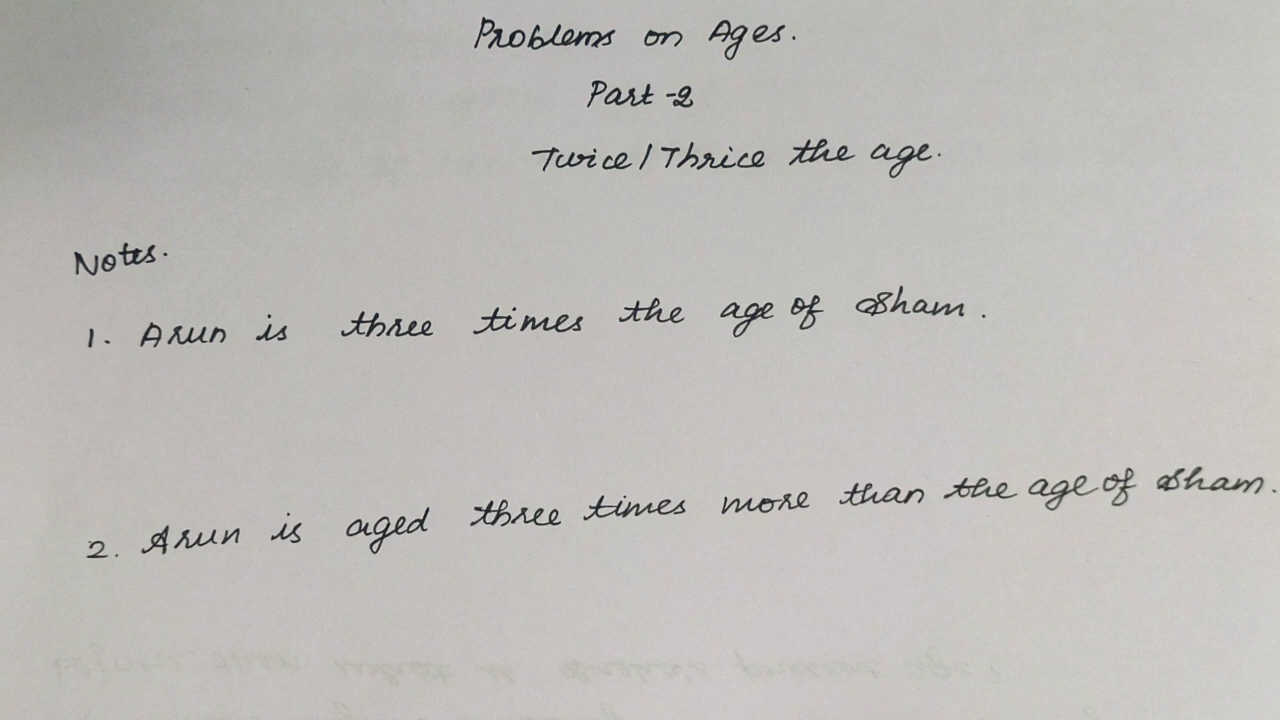 Problems on Ages.
Part -2
Twice/Thrice the age.
Notes.
1. Arun is three times the age of Sham.
2. Arun is aged three times more than the age of Sham.